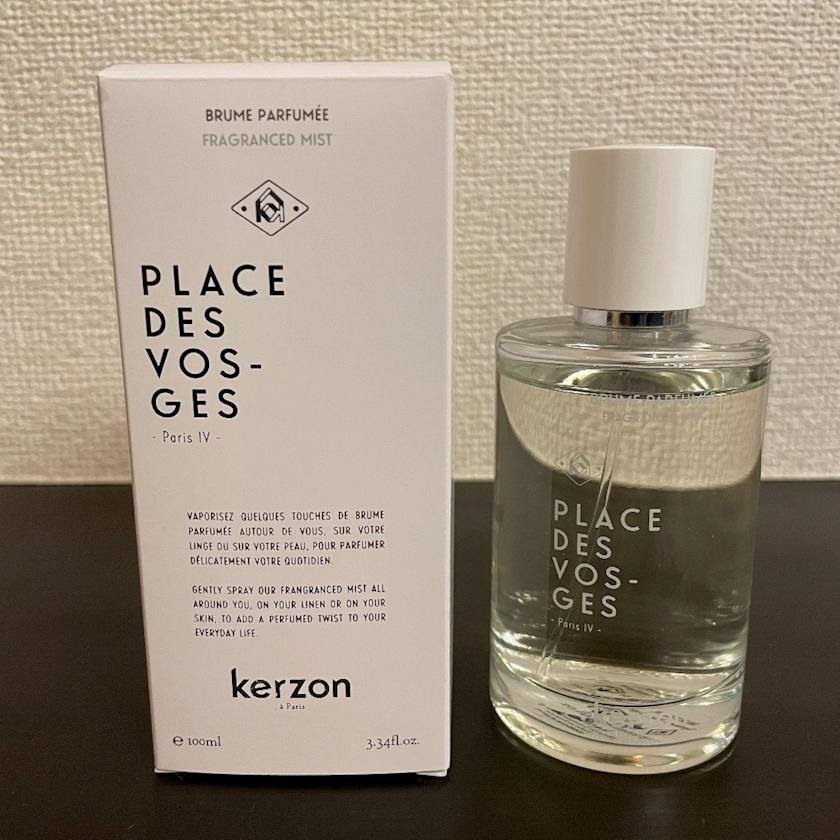 BRUME PARFUMÉE
FRAGRANCED MIST
PLACE
DES
VOS-
GES
- Paris IV -
VAPORISEZ QUELQUES TOUCHES DE BRUME
PARFUMÉE AUTOUR DE VOUS, SUR VOTRE
LINGE OU SUR VOTRE PEAU, POUR PARFUMER
DÉLICATEMENT VOTRE QUOTIDIEN.
GENTLY SPRAY OUR FRANGRANCED MIST ALL
AROUND YOU, ON YOUR LINEN OR ON YOUR
SKIN, TO ADD A PERFUMED TWIST TO YOUR
EVERYDAY LIFE.
kerzon
à Paris
e 100ml 3.34fl.oz.
BRUME PARFUMÉE
PLACE
DES
VOS-
GES
- Paris IV -